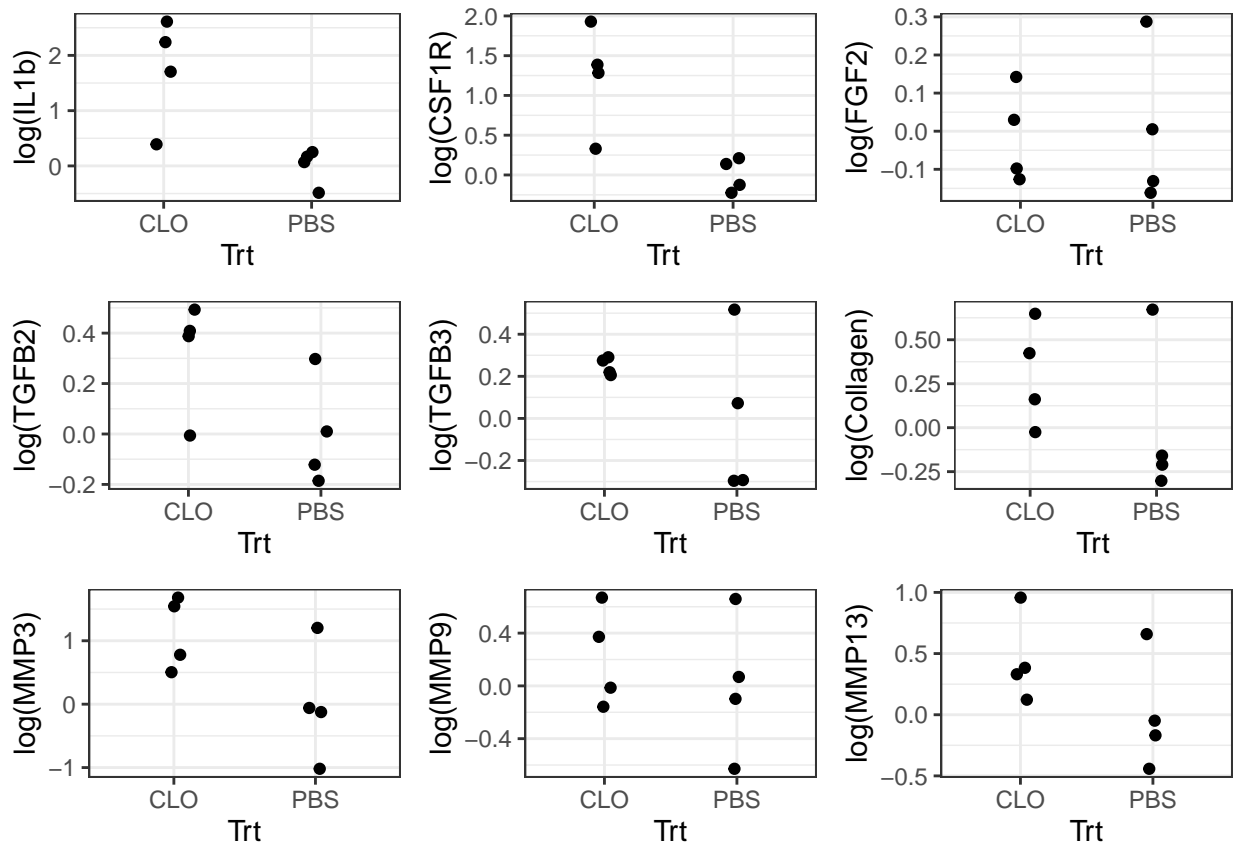 log(IL1b)
2
1
0
CLO
PBS
Trt
log(CSF1R)
2.0
1.5
1.0
0.5
0.0
CLO
PBS
Trt
log(FGF2)
0.3
0.2
0.1
0.0
−0.1
CLO
PBS
Trt
log(TGFB2)
0.4
0.2
0.0
−0.2
CLO
PBS
Trt
log(TGFB3)
0.4
0.2
0.0
−0.2
CLO
PBS
Trt
log(Collagen)
0.50
0.25
0.00
−0.25
CLO
PBS
Trt
log(MMP3)
1
0
−1
CLO
PBS
Trt
log(MMP9)
0.4
0.0
−0.4
CLO
PBS
Trt
log(MMP13)
1.0
0.5
0.0
−0.5
CLO
PBS
Trt